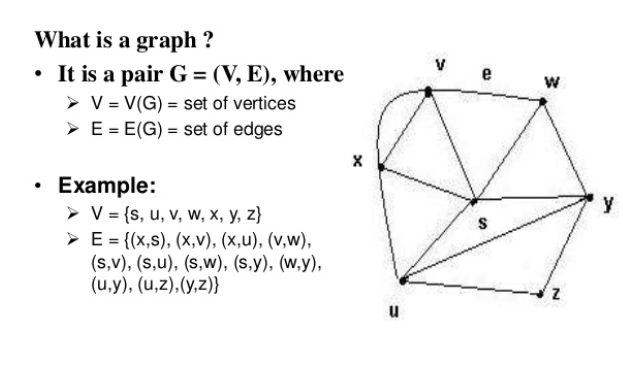 What is a graph ?
• It is a pair G = (V, E), where
➢ V = V(G) = set of vertices
➢ E = E(G) = set of edges
• Example:
➢ V = {s, u, v, w, x, y, z}
➢ E = {(x,s), (x,v), (x,u), (v,w),
(s,v), (s,u), (s,w), (s,y), (w,y),
(u,y), (u,z),(y,z)}
v
e
w
x
s
y
z
u